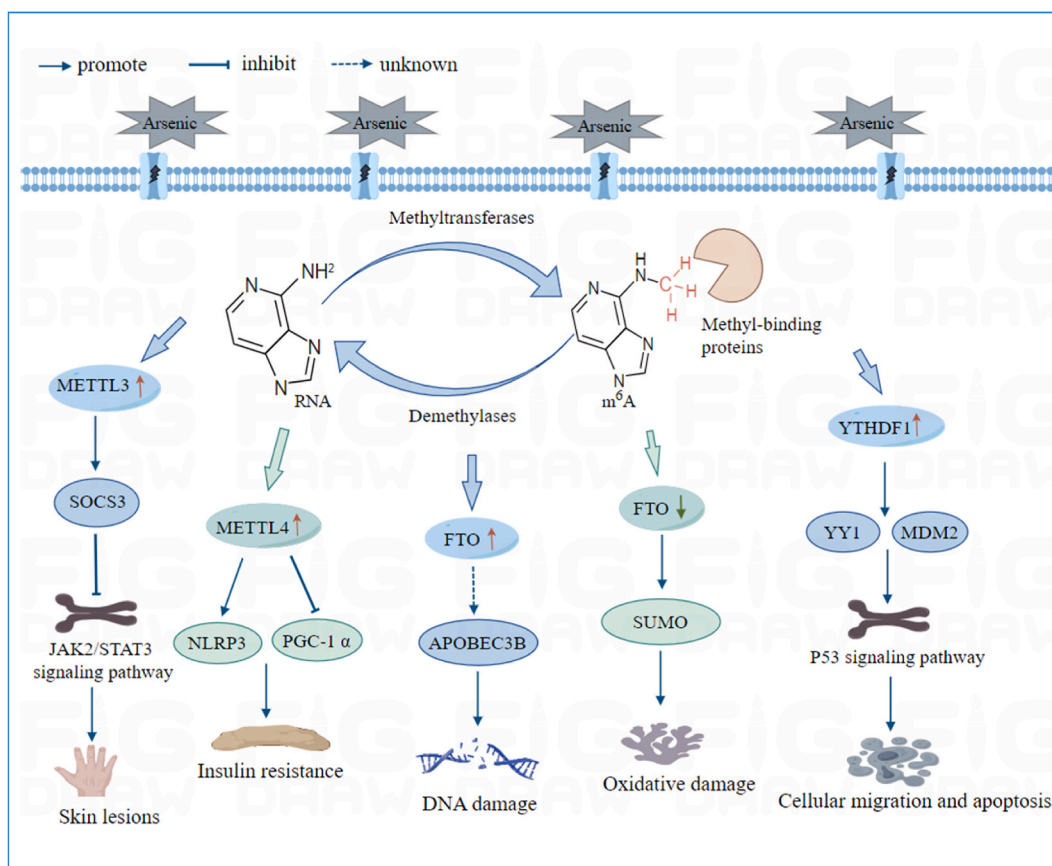 promote
inhibit
unknown
Arsenic
Arsenic
Arsenic
Arsenic
Methyltransferases
NH²
N
N
N
H
RNA
H
N
C
H
H
H
N
N
N
H
m⁶A
Methyl-binding
proteins
Demethylases
METTL3
SOCS3
JAK2/STAT3
signaling pathway
Skin lesions
METTL4
NLRP3
PGC-1 α
Insulin resistance
FTO
APOBEC3B
DNA damage
FTO
SUMO
Oxidative damage
YTHDF1
YY1
MDM2
P53 signaling pathway
Cellular migration and apoptosis
FIG
DRAW